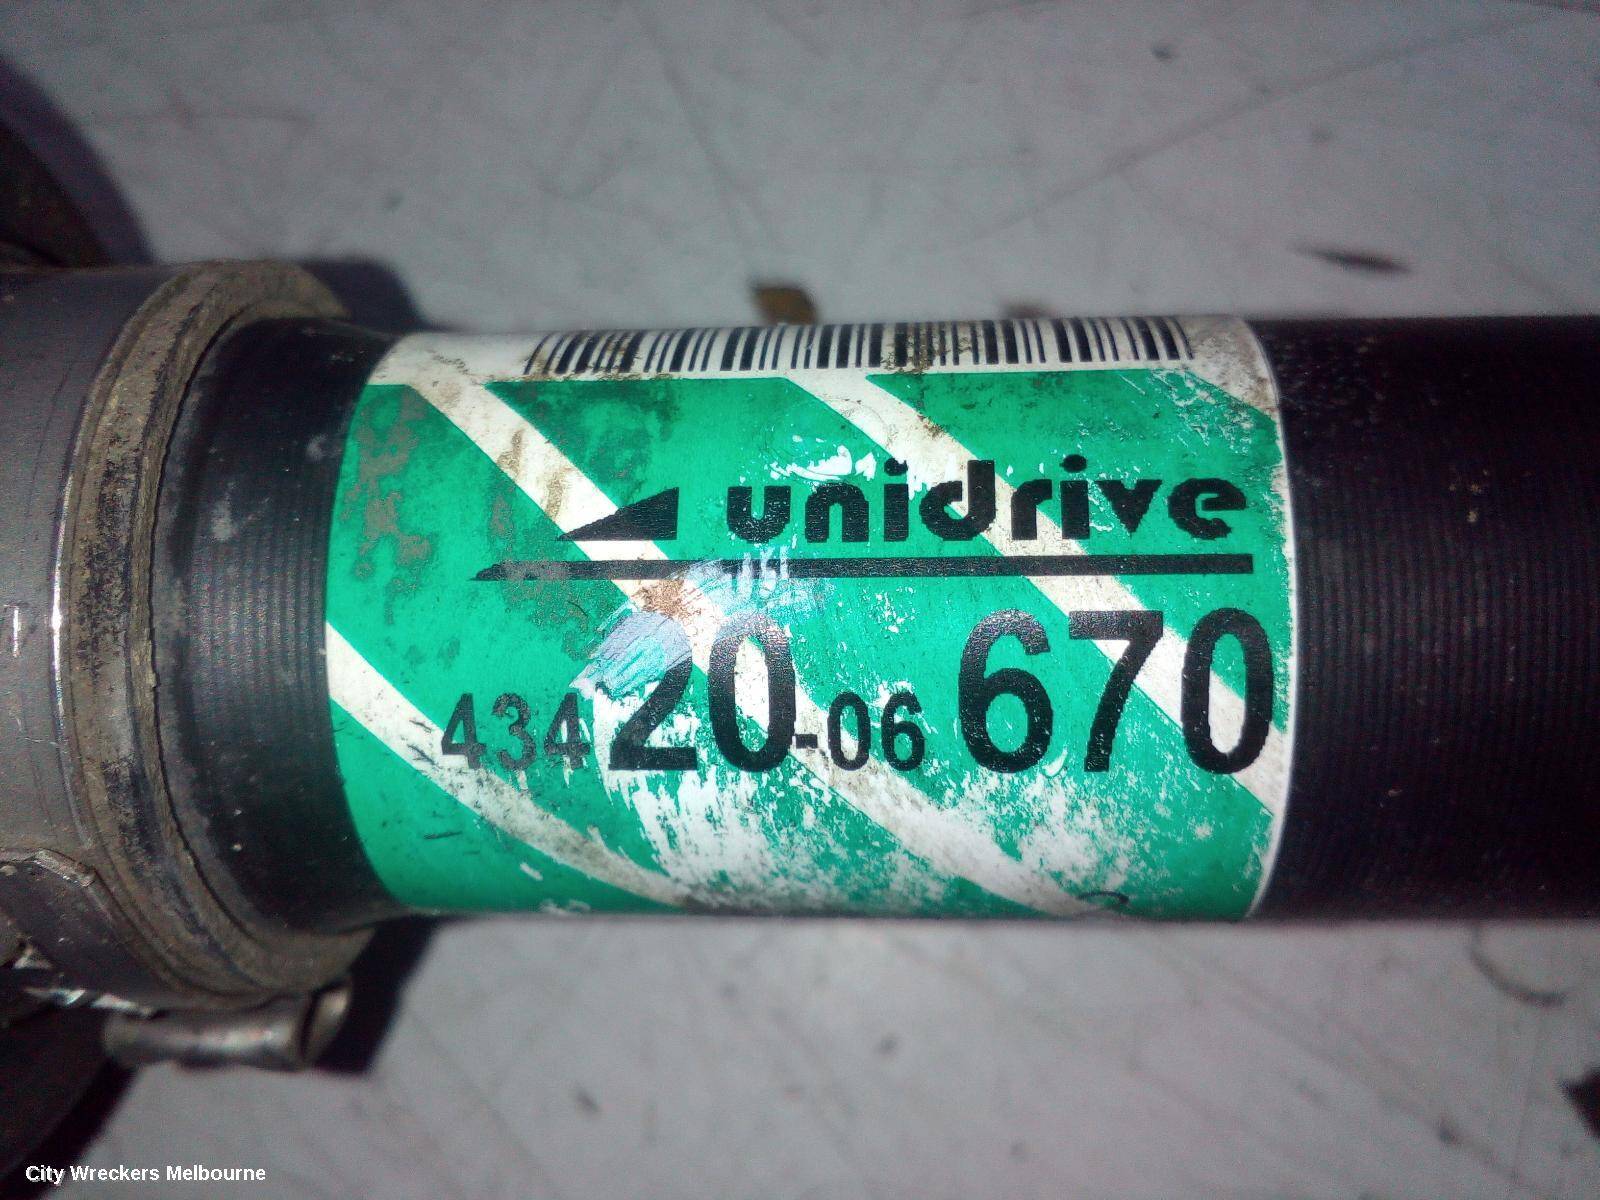 unidrive
43420-06670
City Wreckers Melbourne